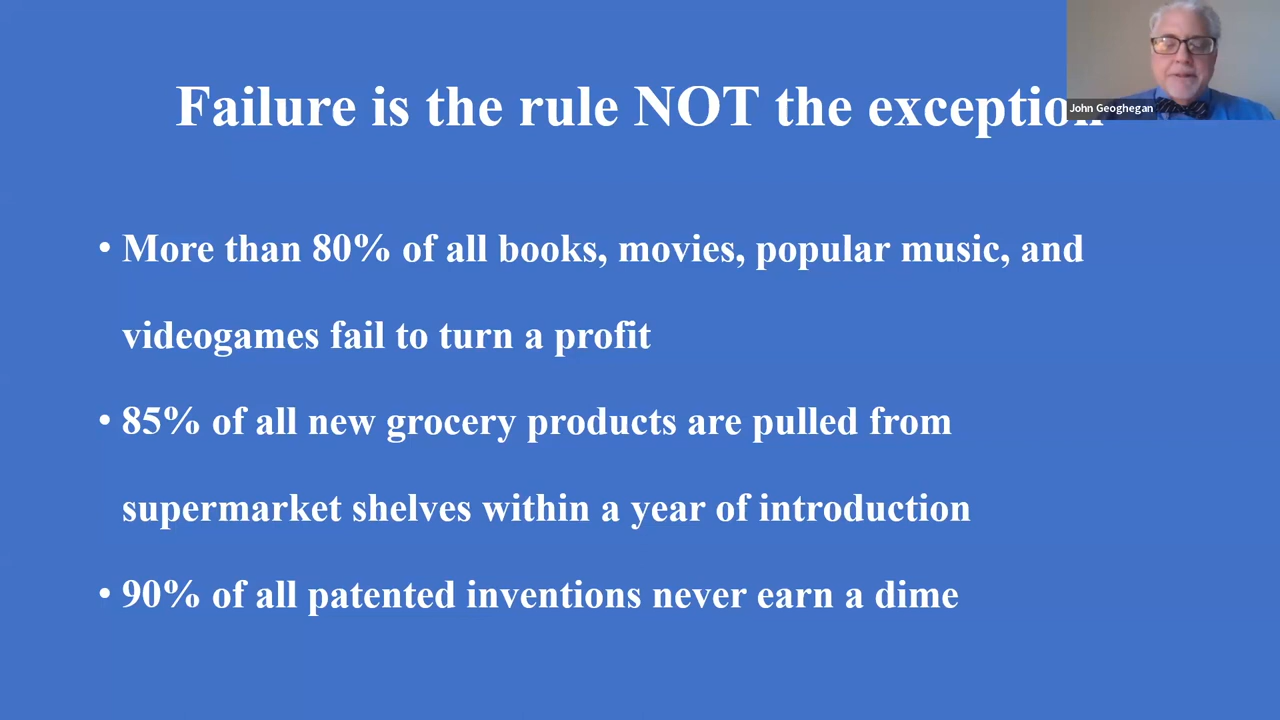 Failure is the rule NOT the exception
John Geoghegan
• More than 80% of all books, movies, popular music, and
videogames fail to turn a profit
• 85% of all new grocery products are pulled from
supermarket shelves within a year of introduction
• 90% of all patented inventions never earn a dime